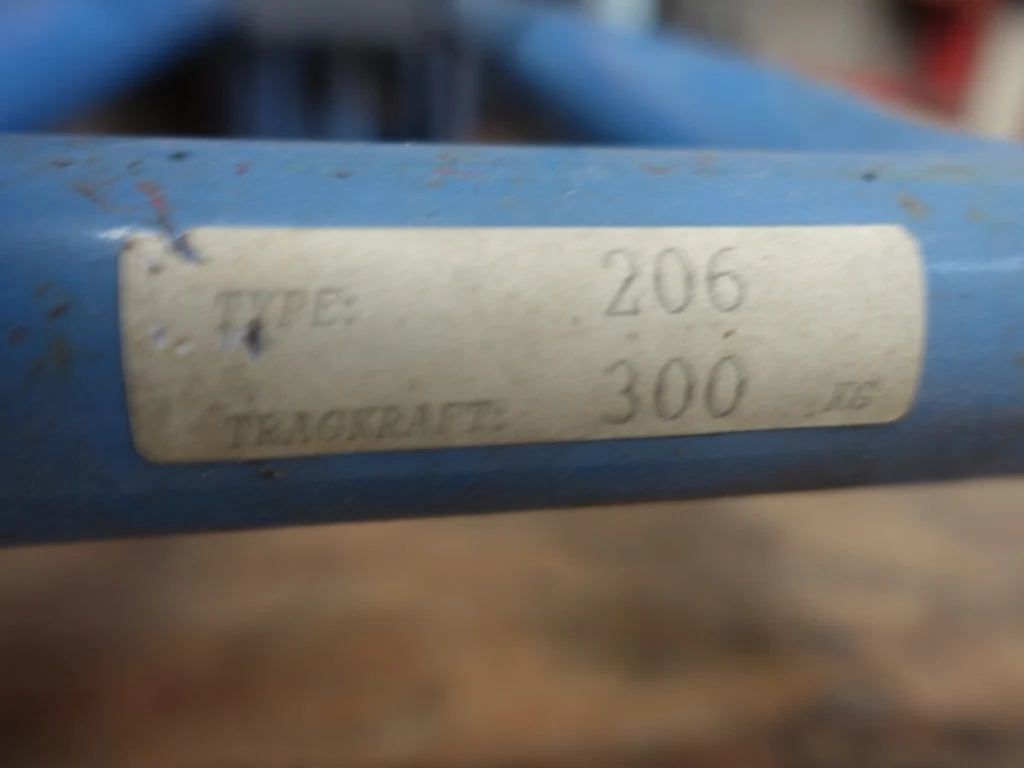 TYPE: 206
TRAGKRAFT: 300 KG